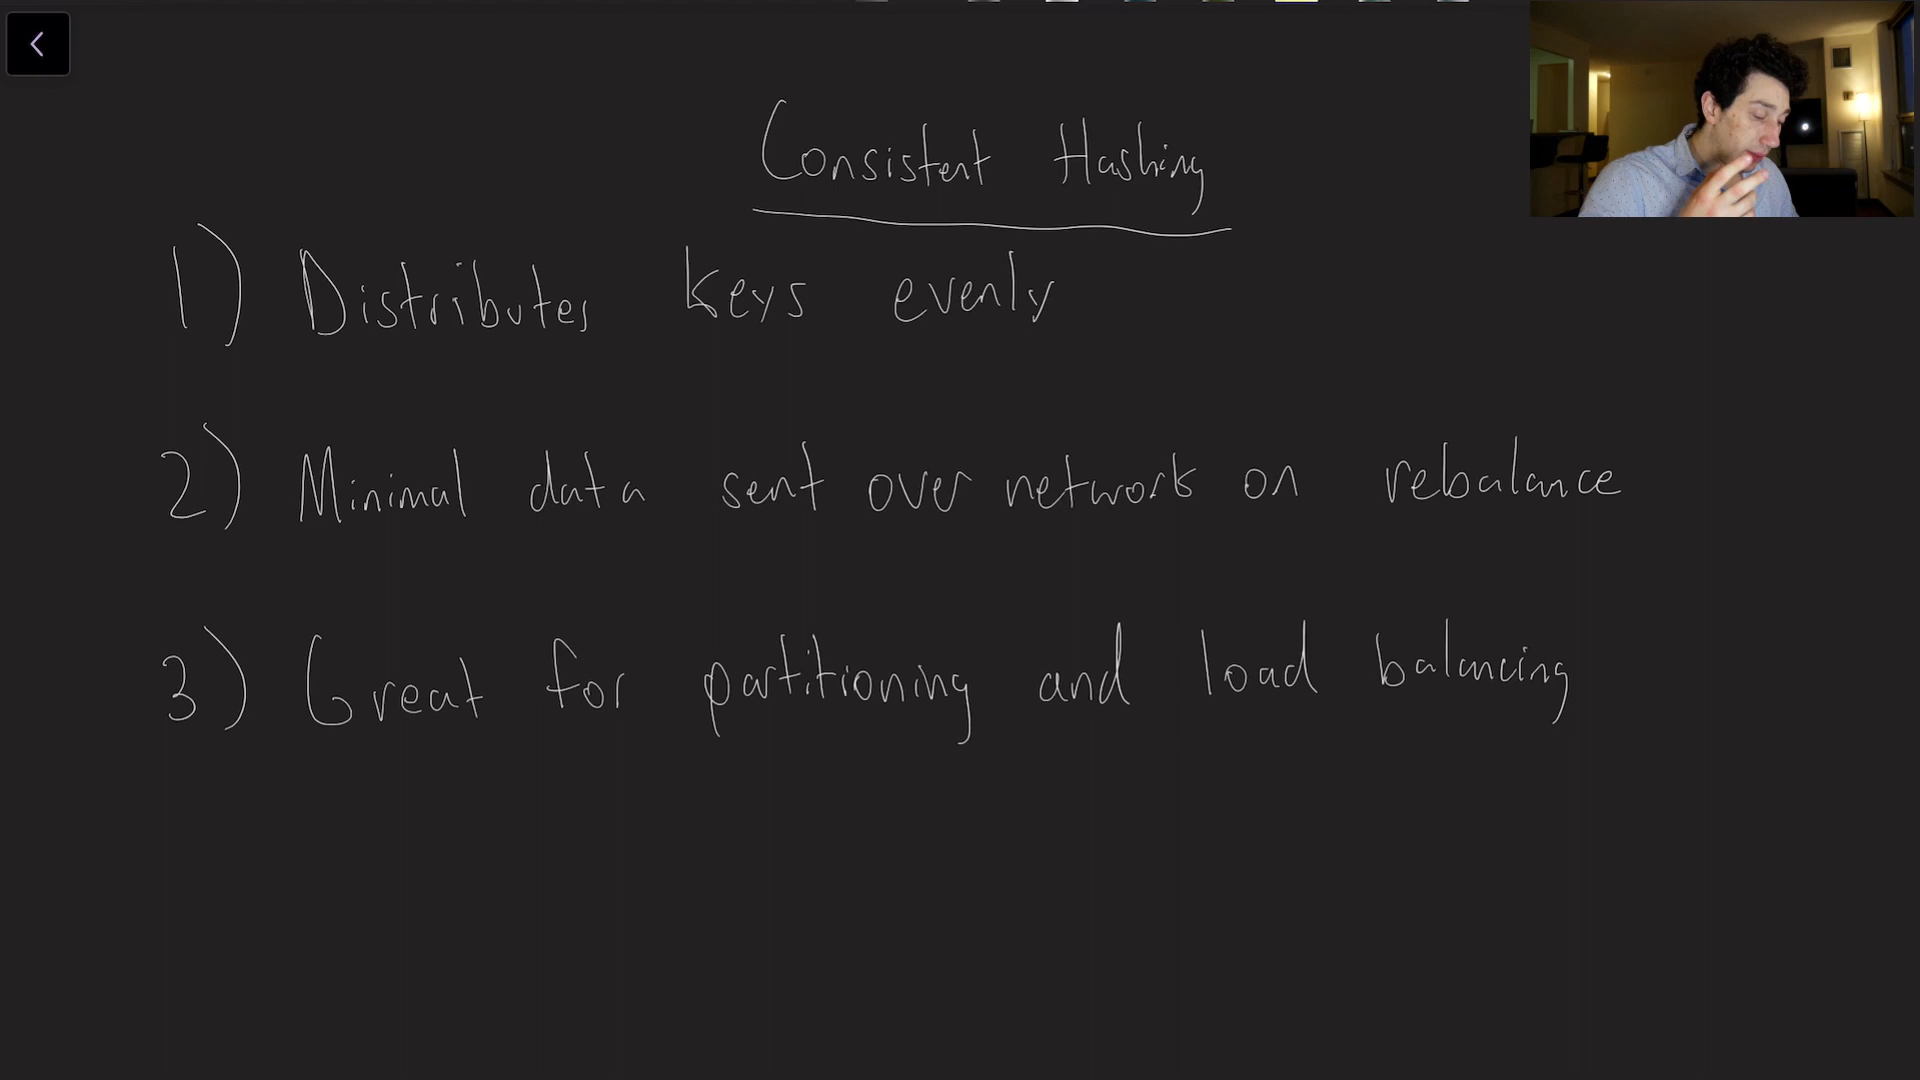 Consistent Hashing
1) Distributes keys evenly
2) Minimal data sent over network on rebalance
3) Great for partitioning and load balancing